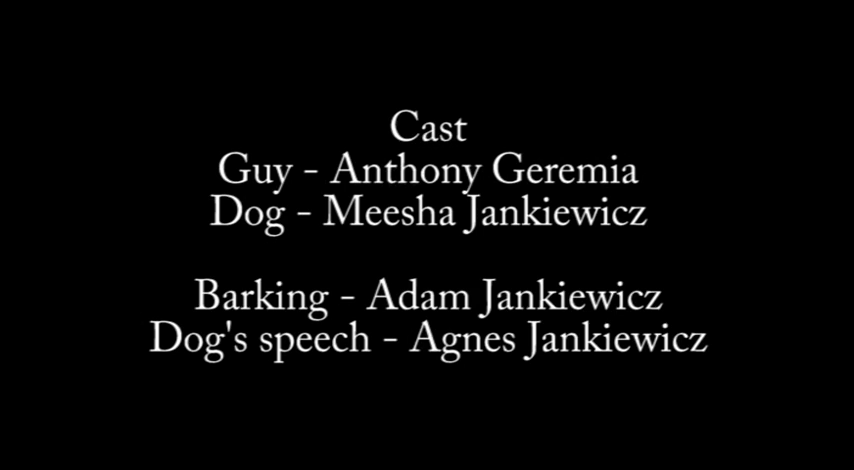 Cast
Guy - Anthony Geremia
Dog - Meesha Jankiewicz
Barking - Adam Jankiewicz
Dog's speech - Agnes Jankiewicz